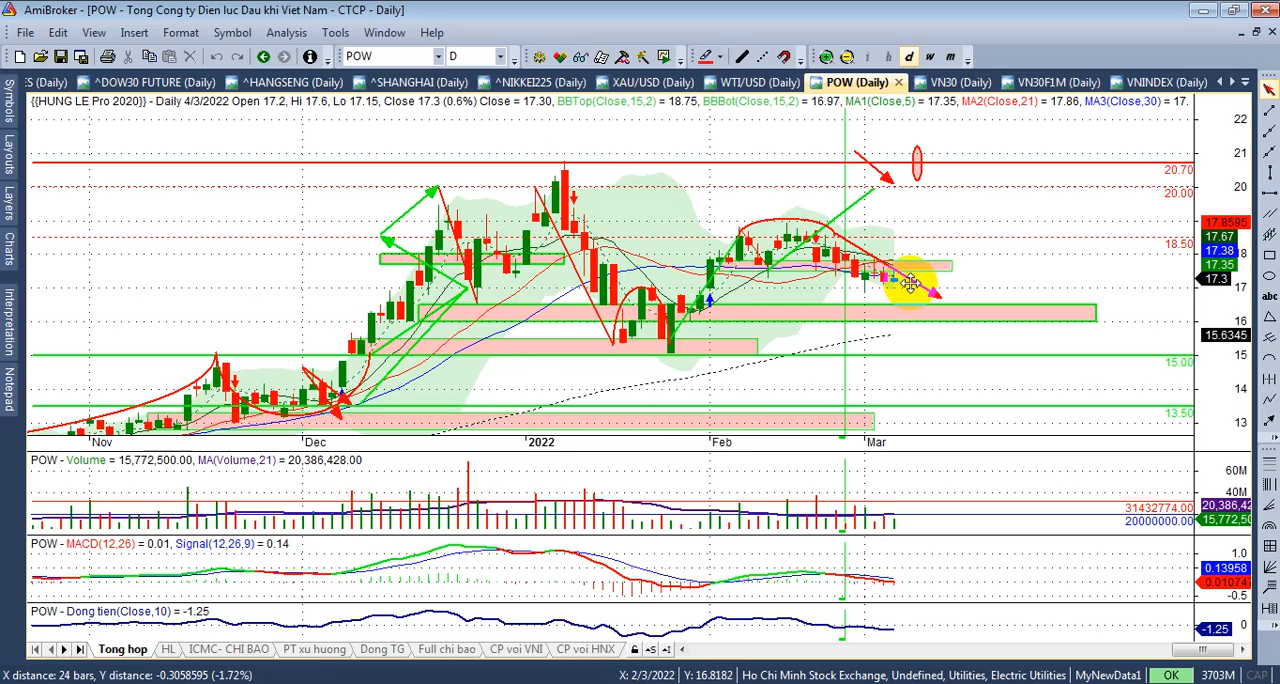 AmiBroker - [POW - Tong Cong ty Dien luc Dau khi Viet Nam - CTCP - Daily]
File Edit View Insert Format Symbol Analysis Tools Window Help
POW D i h d w m
S (Daily) ^DOW30 FUTURE (Daily) ^HANGSENG (Daily) ^SHANGHAI (Daily) ^NIKKEI225 (Daily) XAU/USD (Daily) WTI/USD (Daily) POW (Daily) VN30 (Daily) VN30F1M (Daily) VNINDEX (Daily)
{{HUNG LE Pro 2020}} - Daily 4/3/2022 Open 17.2, Hi 17.6, Lo 17.15, Close 17.3 (0.6%) Close = 17.30, BBTop(Close,15,2) = 18.75, BBBot(Close,15,2) = 16.97, MA1(Close,5) = 17.35, MA2(Close,21) = 17.86, MA3(Close,30) = 17.
Symbols
Layouts
Layers
Charts
Interpretation
Notepad
abc
22
21
20.70
20
20.00
17.8595
17.67
18.50
17.38
17.35
17.3
17
16
15.6345
15
15.00
14
13.50
13
Nov Dec 2022 Feb Mar
POW - Volume = 15,772,500.00, MA(Volume,21) = 20,386,428.00
60M
40M
31432774.00
20,386,42
20000000.00
15,772,50
POW - MACD(12,26) = 0.01, Signal(12,26,9) = 0.14
1.0
0.13958
0.010747
-0.5
POW - Dong tien(Close,10) = -1.25
0
-1.25
Tong hop HL ICMC- CHI BAO PT xu huong Dong TG Full chi bao CP voi VNI CP voi HNX
X distance: 24 bars, Y distance: -0.3058595 (-1.72%) X: 2/3/2022, Y: 16.8182 Ho Chi Minh Stock Exchange, Undefined, Utilities, Electric Utilities MyNewData1 OK 3703M CAP